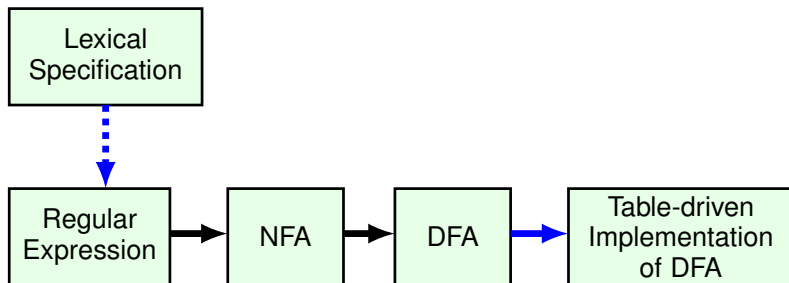 Lexical
Specification
Regular
Expression
NFA
DFA
Table-driven
Implementation
of DFA